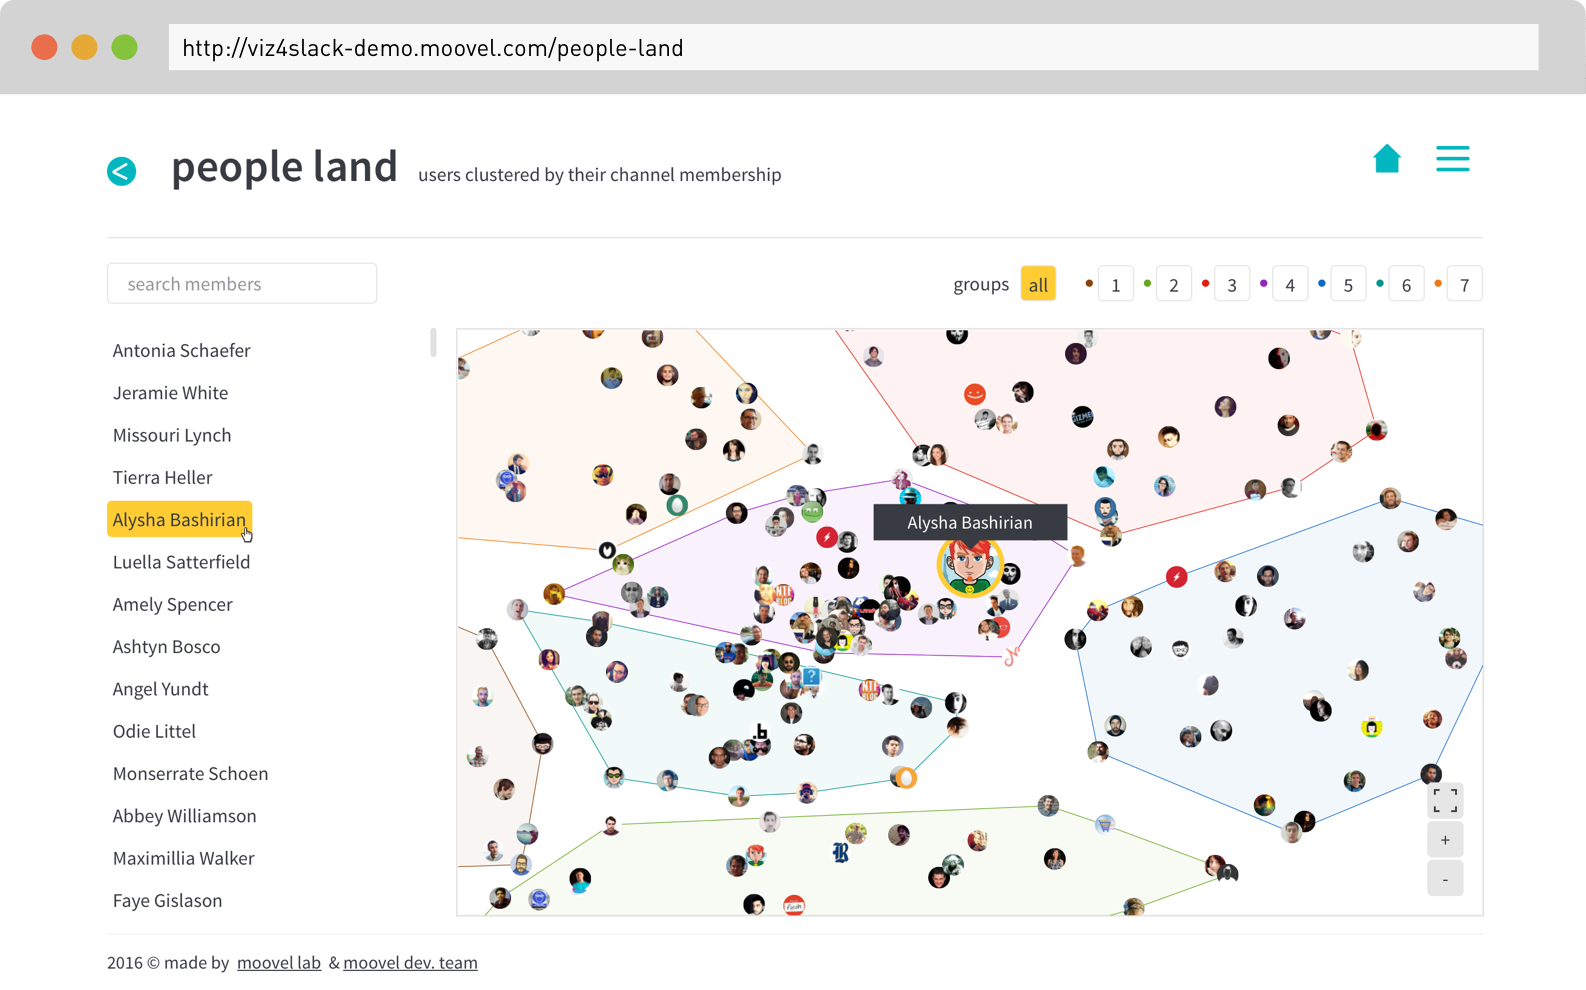 http://viz4slack-demo.moovel.com/people-land
<
people land
users clustered by their channel membership
search members
groups all 1 2 3 4 5 6 7
Antonia Schaefer
Jeramie White
Missouri Lynch
Tierra Heller
Alysha Bashirian
Luella Satterfield
Amely Spencer
Ashtyn Bosco
Angel Yundt
Odie Littel
Monserrate Schoen
Abbey Williamson
Maximillia Walker
Faye Gislason
Alysha Bashirian
?
.b
+
-
2016 © made by moovel lab & moovel dev. team